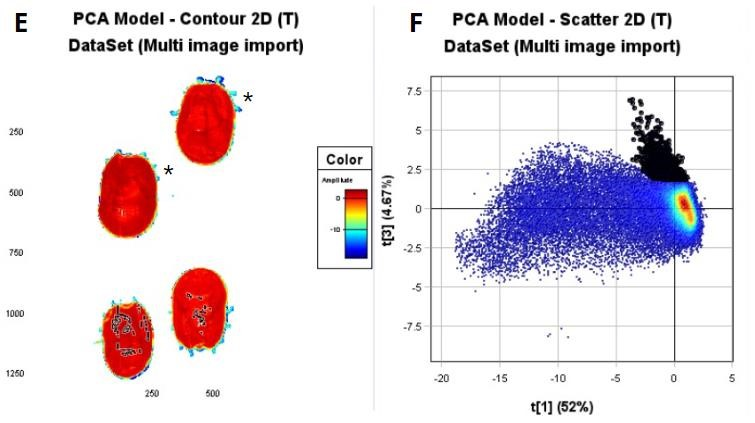 E
PCA Model - Contour 2D (T)
DataSet (Multi image import)
*
*
250
500
750
1000
1250
250
500
Color
Amplitude
0
-10
F
PCA Model - Scatter 2D (T)
DataSet (Multi image import)
7.5
5
2.5
0
-2.5
-5
-7.5
t[3] (4.67%)
-20
-15
-10
-5
0
5
t[1] (52%)